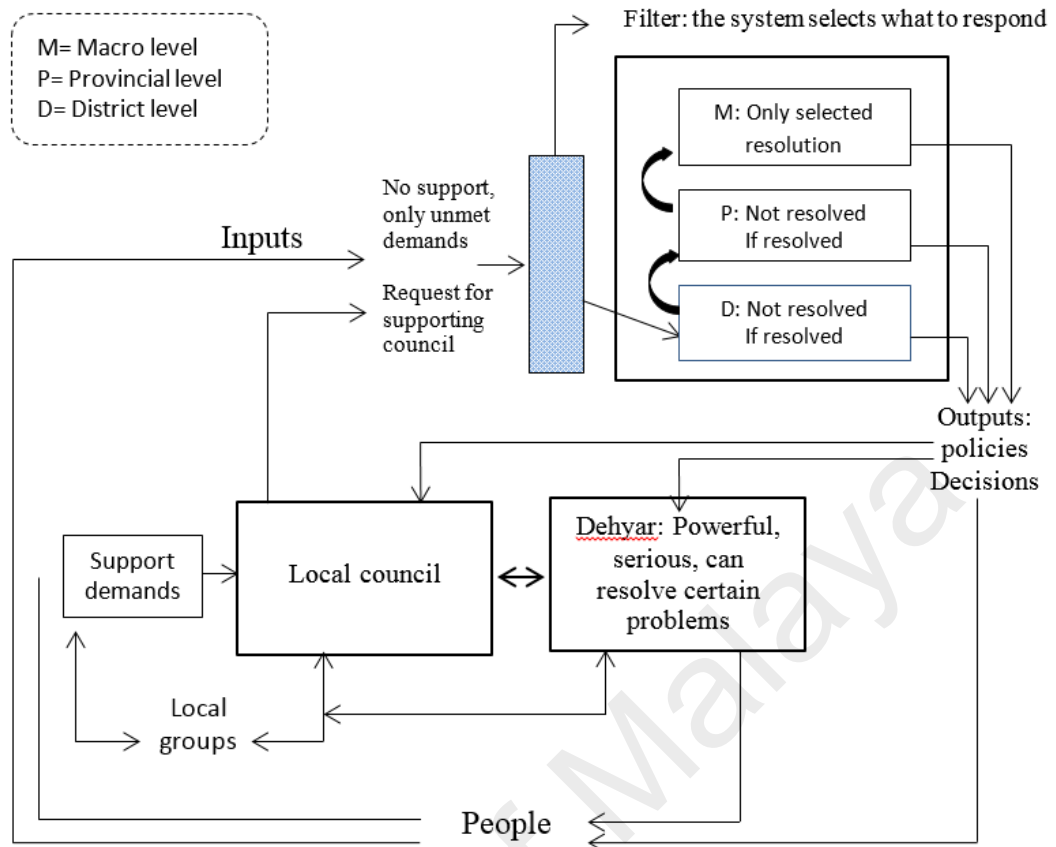 M= Macro level
P= Provincial level
D= District level
Filter: the system selects what to respond
M: Only selected
resolution
P: Not resolved
If resolved
D: Not resolved
If resolved
No support,
only unmet
demands
Inputs
Request for
supporting
council
Outputs:
policies
Decisions
Support
demands
Local council
Dehyar: Powerful,
serious, can
resolve certain
problems
Local
groups
People
Malaya